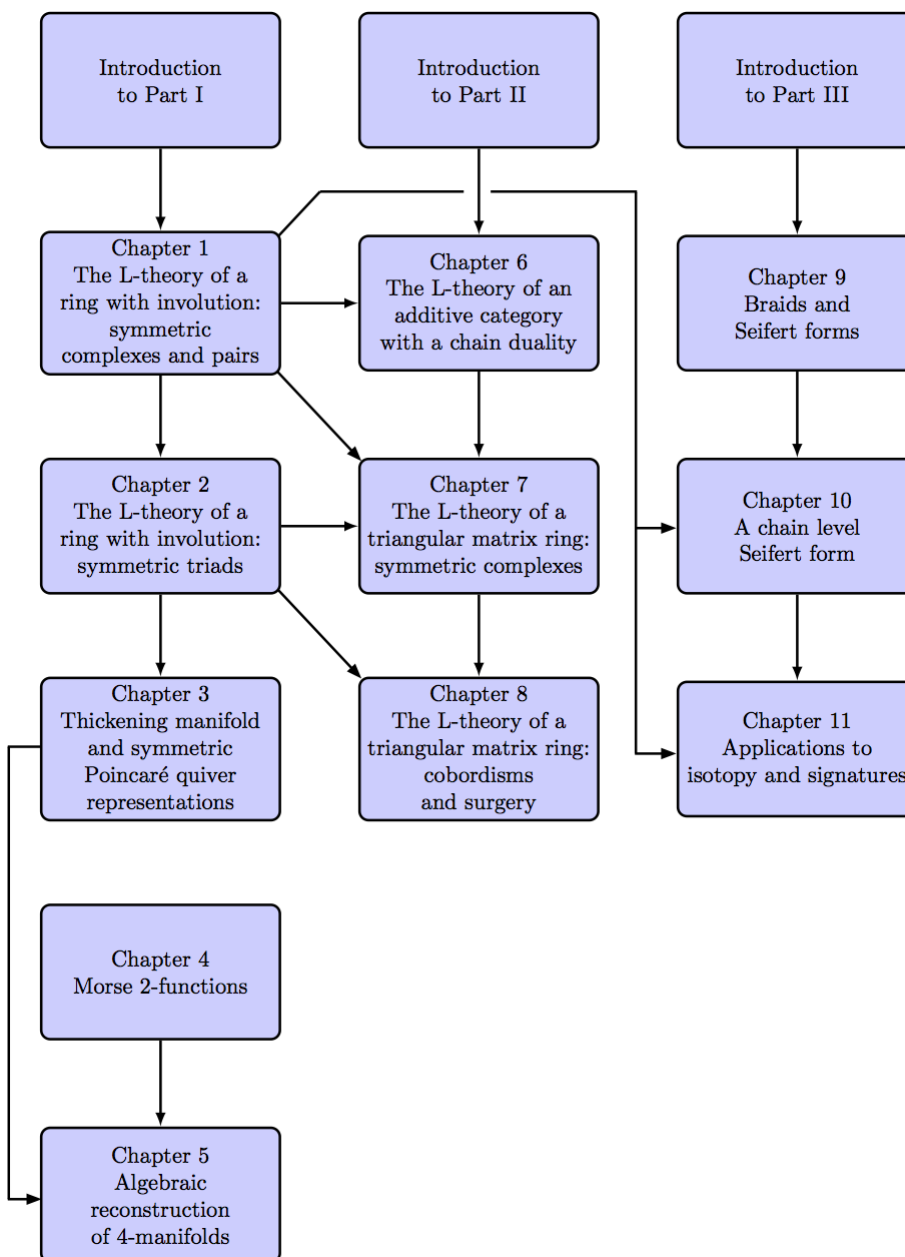 Introduction
to Part I
Introduction
to Part II
Introduction
to Part III
Chapter 1
The L-theory of a
ring with involution:
symmetric
complexes and pairs
Chapter 6
The L-theory of an
additive category
with a chain duality
Chapter 9
Braids and
Seifert forms
Chapter 2
The L-theory of a
ring with involution:
symmetric triads
Chapter 7
The L-theory of a
triangular matrix ring:
symmetric complexes
Chapter 10
A chain level
Seifert form
Chapter 3
Thickening manifold
and symmetric
Poincaré quiver
representations
Chapter 8
The L-theory of a
triangular matrix ring:
cobordisms
and surgery
Chapter 11
Applications to
isotopy and signatures
Chapter 4
Morse 2-functions
Chapter 5
Algebraic
reconstruction
of 4-manifolds